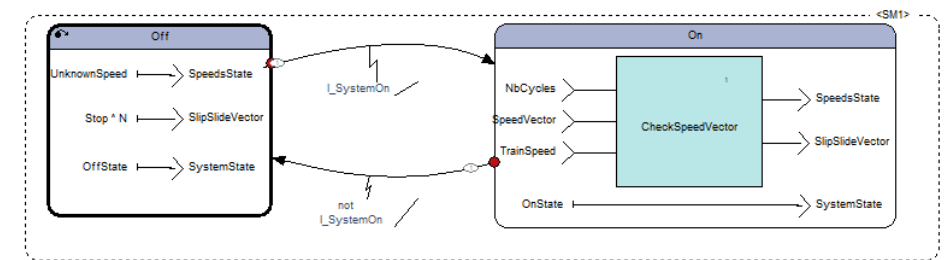 <SM1>
Off
On
UnknownSpeed
SpeedsState
Stop * N
SlipSlideVector
OffState
SystemState
I_SystemOn
not
I_SystemOn
NbCycles
SpeedVector
TrainSpeed
1
CheckSpeedVector
SpeedsState
SlipSlideVector
OnState
SystemState